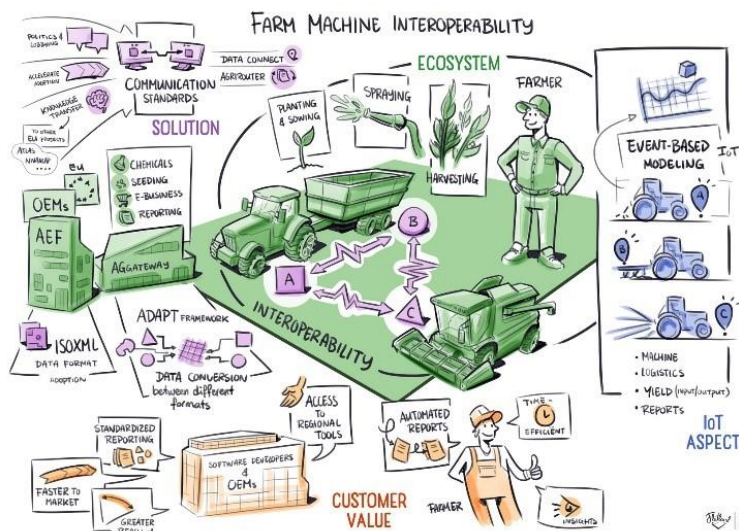 FARM MACHINE INTEROPERABILITY
POLITICS &
LOBBYING
ACCELERATE
ADOPTION
KNOWLEDGE
TRANSFER
TO OTHER
EU PROJECTS
ATLAS
COMMUNICATION
STANDARDS
DATA CONNECT
AGRIROUTER
SOLUTION
ECOSYSTEM
PLANTING
& SOWING
SPRAYING
HARVESTING
FARMER
EU
OEMs
AEF
AGGATEWAY
CHEMICALS
SEEDING
E-BUSINESS
REPORTING
A
B
C
INTEROPERABILITY
ISOXML
DATA FORMAT
ADOPTION
ADAPT FRAMEWORK
DATA CONVERSION
between different
formats
EVENT-BASED
MODELING
IoT
A
B
C
• MACHINE
• LOGISTICS
• YIELD (INPUT/OUTPUT)
• REPORTS
IoT
ASPECT
STANDARDIZED
REPORTING
FASTER TO
MARKET
GREATER
SOFTWARE DEVELOPERS
&
OEMs
ACCESS
TO
REGIONAL
TOOLS
CUSTOMER
VALUE
AUTOMATED
REPORTS
FARMER
TIME-
EFFICIENT
INSIGHTS